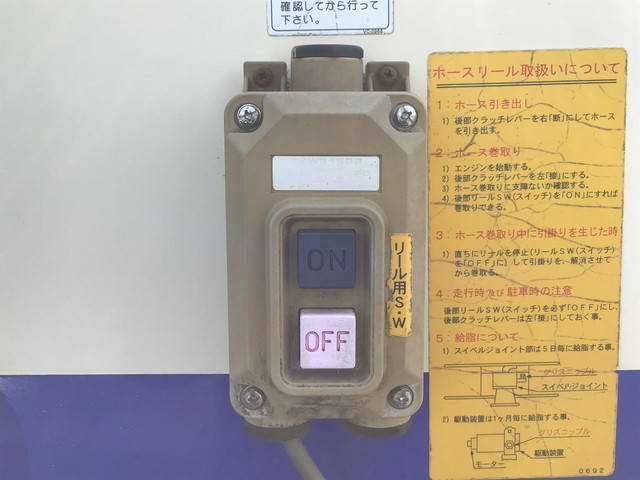 確認してから行って
下さい。
ON
OFF
リール用S・W
ホースリール取扱いについて
1：ホース引き出し
1）後部クラッチレバーを右「断」にしてホース
を引き出す。
2：ホース巻取り
1）エンジンを始動する。
2）後部クラッチレバーを左「接」にする。
3）ホース巻取りに支障ないか確認する。
4）後部リールSW（スイッチ）を「ON」にすれば
巻取りできる。
3：ホース巻取り中に引掛りを生じた時
1）直ちにリールを停止（リールSW（スイッチ）
を「OFF」に）して引掛りを、解消させて
から巻取る。
4：走行時及び駐車時の注意
後部リールSW（スイッチ）を必ず「OFF」にし、
後部クラッチレバーは左「接」にしておく事。
5：給脂について
1）スイベルジョイント部は5日毎に給脂する。
グリスニップル
スイベル・ジョイント
2）駆動装置は1ヶ月毎に給脂する事。
グリズニップル
モーター
駆動装置
0692